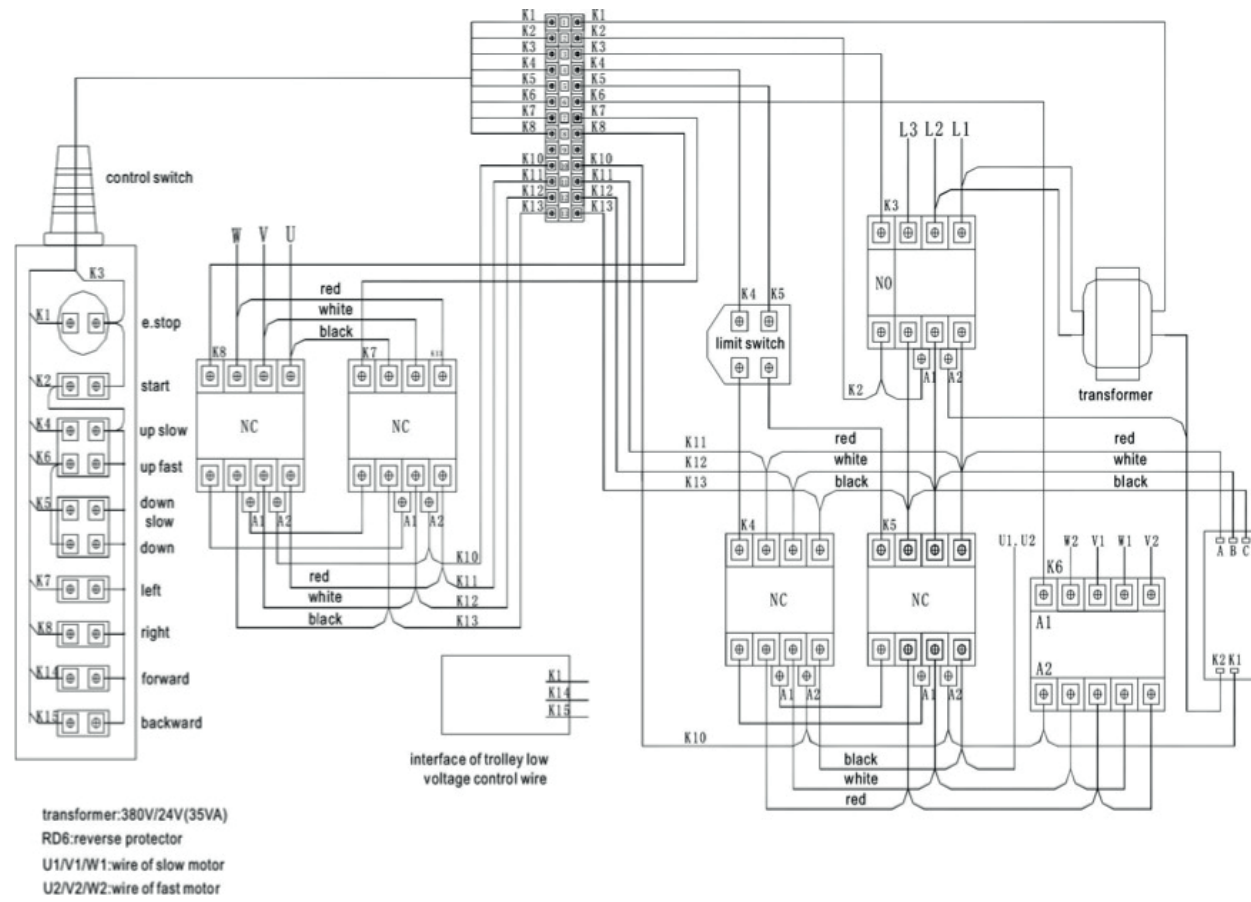 K1 K1
K2 K2
K3 K3
K4 K4
K5 K5
K6 K6
K7 K7
K8 K8
K10 K10
K11 K11
K12 K12
K13 K13
control switch
L3 L2 L1
K3
NO
A1 A2
K2
transformer
K4 K5
limit switch
W V U
red
white
black
K8
NC
A1 A2
K7
NC
A1 A2
K10
K11
K12
K13
red
white
black
K3
K1
e.stop
K2
start
K4
up slow
K6
up fast
K5
down
slow
down
K7
left
K8
right
K14
forward
K15
backward
K11
K12
K13
red
white
black
red
white
black
K4
NC
A1 A2
K5
NC
A1 A2
U1.U2 W2 V1 W1 V2
K6
A1
A2
A B C
K2 K1
K10
black
white
red
K1
K14
K15
interface of trolley low
voltage control wire
transformer:380V/24V(35VA)
RD6:reverse protector
U1/V1/W1:wire of slow motor
U2/V2/W2:wire of fast motor